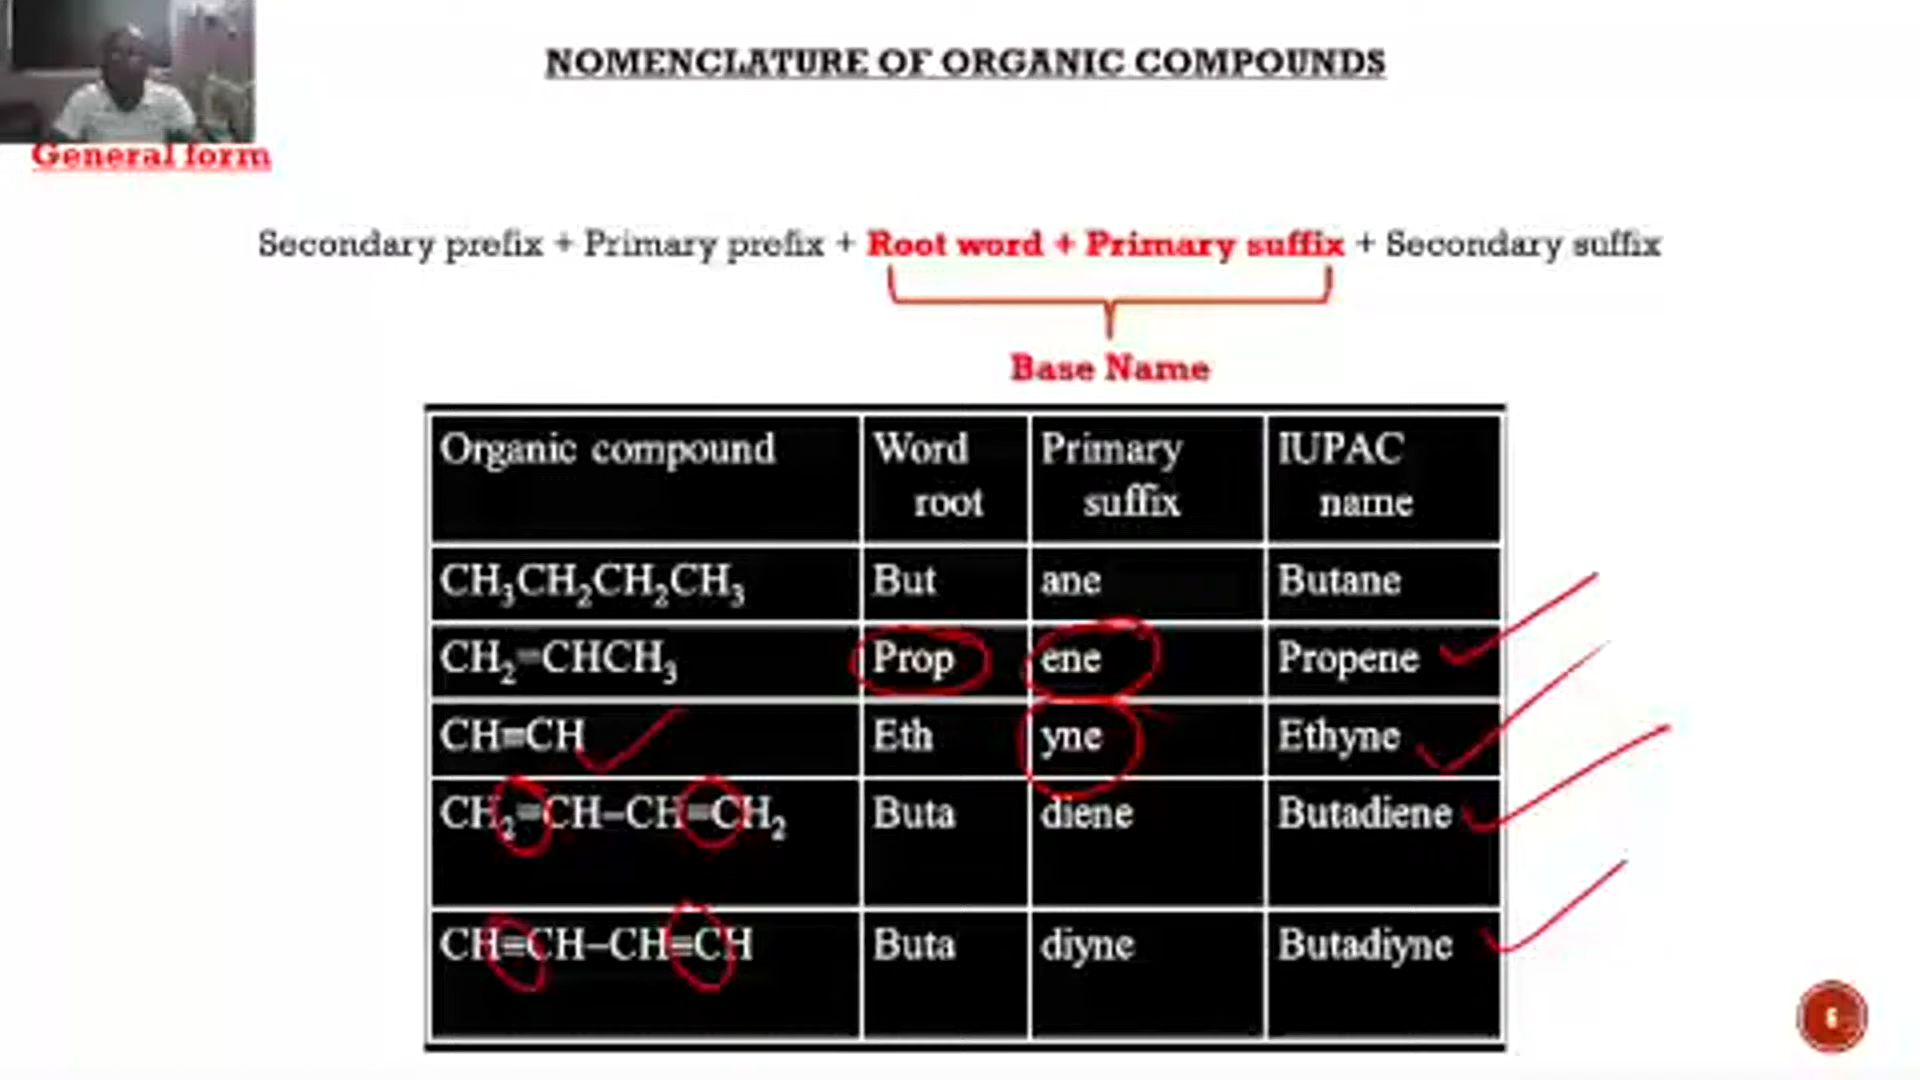 NOMENCLATURE OF ORGANIC COMPOUNDS
General form
Secondary prefix + Primary prefix + Root word + Primary suffix + Secondary suffix
Base Name
Organic compound | Word root | Primary suffix | IUPAC name
CH₃CH₂CH₂CH₃ | But | ane | Butane
CH₂=CHCH₃ | Prop | ene | Propene
CH≡CH | Eth | yne | Ethyne
CH₂=CH–CH=CH₂ | Buta | diene | Butadiene
CH≡CH–CH≡CH | Buta | diyne | Butadiyne
6